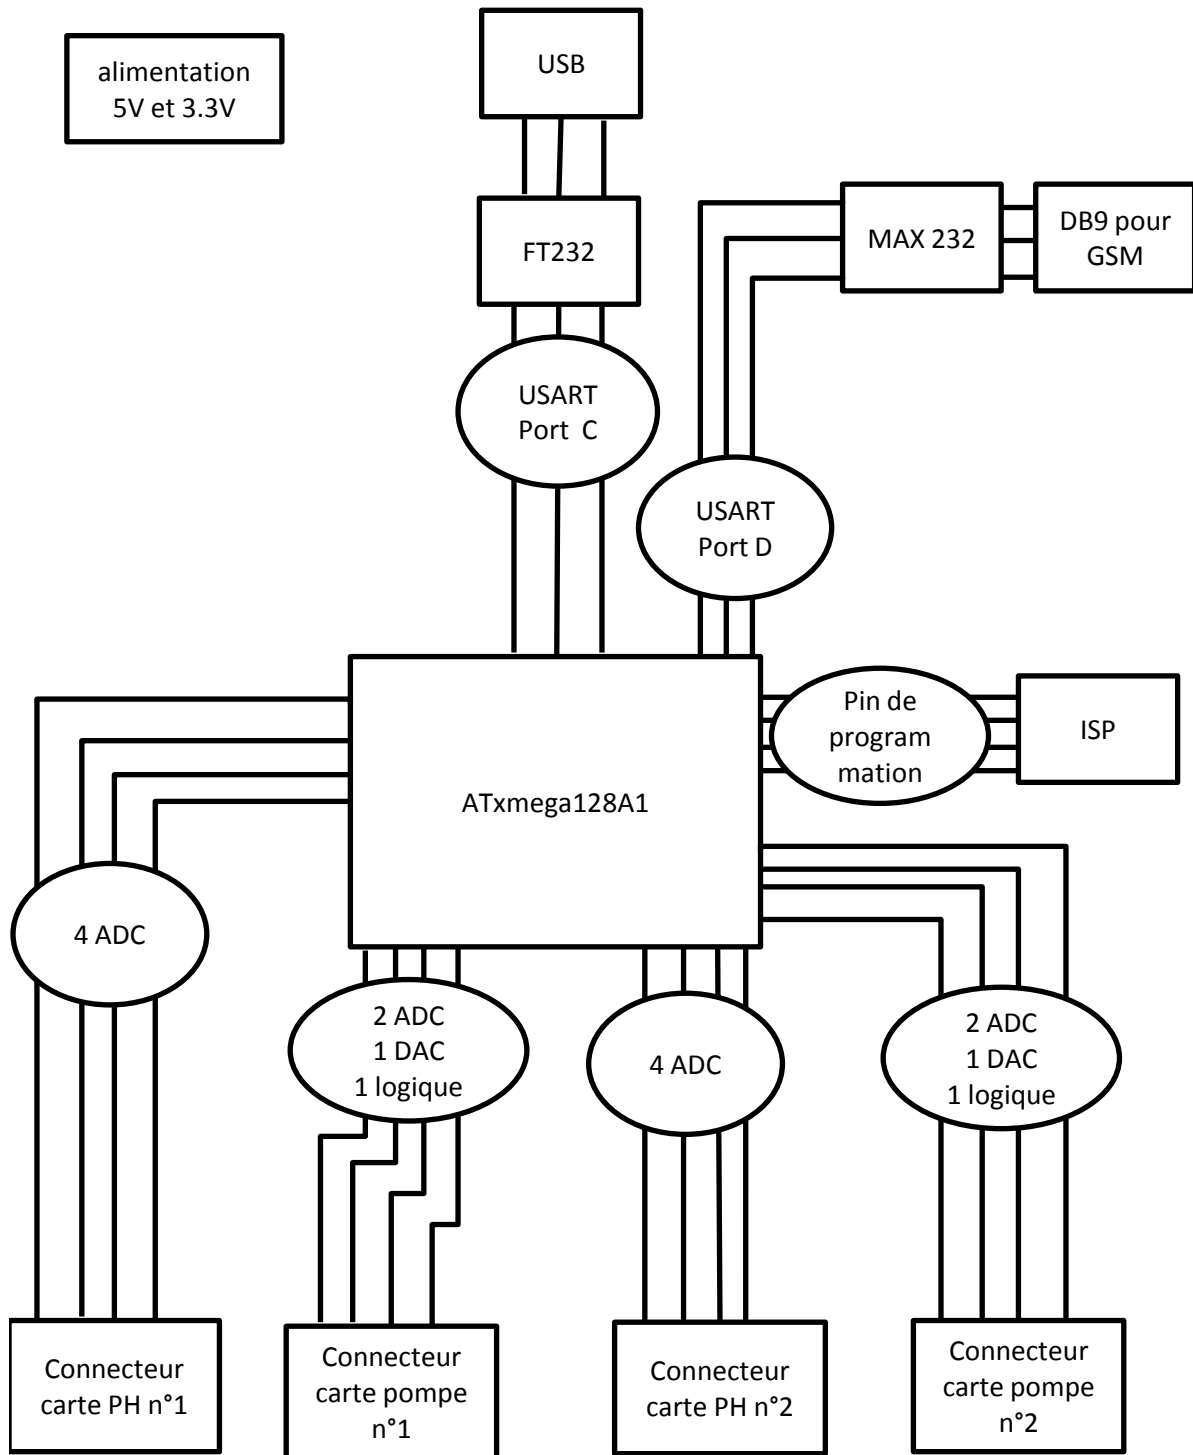 alimentation
5V et 3.3V
USB
FT232
MAX 232
DB9 pour
GSM
USART
Port C
USART
Port D
Pin de
program
mation
ISP
ATxmega128A1
4 ADC
2 ADC
1 DAC
1 logique
4 ADC
2 ADC
1 DAC
1 logique
Connecteur
carte PH n°1
Connecteur
carte pompe
n°1
Connecteur
carte PH n°2
Connecteur
carte pompe
n°2